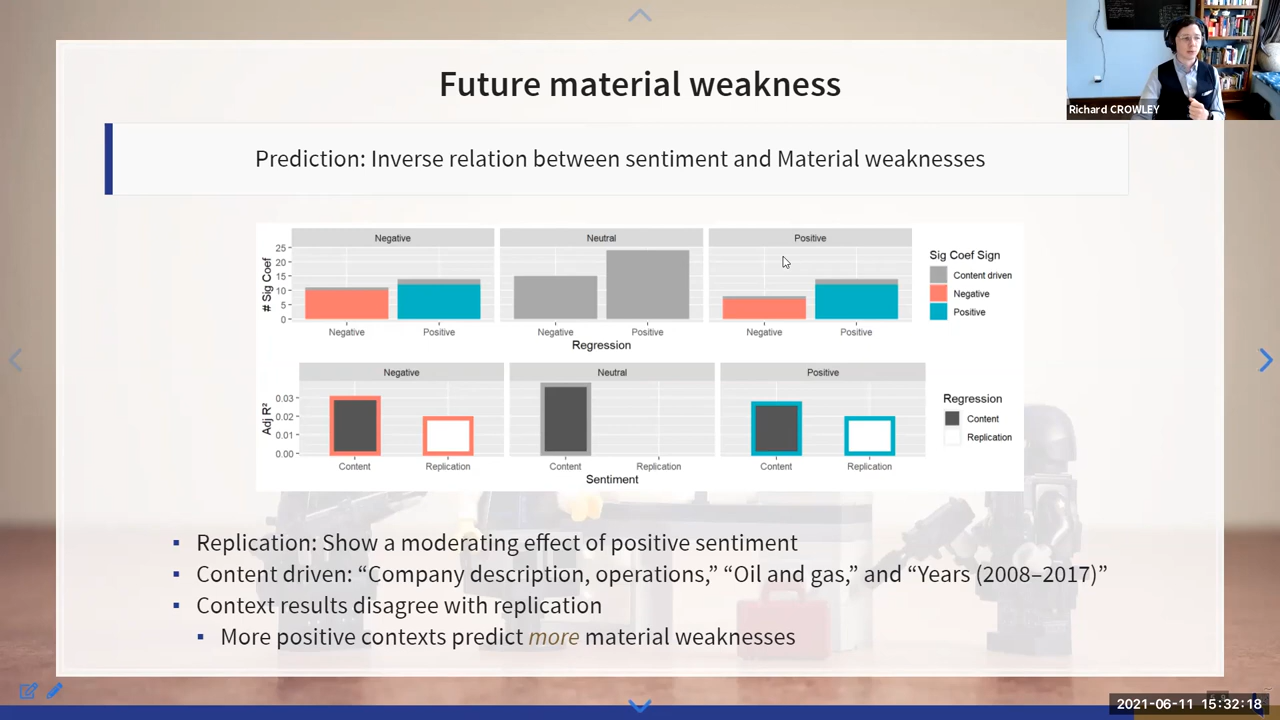 Future material weakness
Richard CROWLEY
Prediction: Inverse relation between sentiment and Material weaknesses
Negative Neutral Positive
# Sig Coef
25
20
15
10
5
0
Negative Positive Negative Positive Negative Positive
Regression
Sig Coef Sign
Content driven
Negative
Positive
Negative Neutral Positive
Adj R²
0.03
0.02
0.01
0.00
Content Replication Content Replication Content Replication
Sentiment
Regression
Content
Replication
▪ Replication: Show a moderating effect of positive sentiment
▪ Content driven: “Company description, operations,” “Oil and gas,” and “Years (2008–2017)”
▪ Context results disagree with replication
▪ More positive contexts predict more material weaknesses
2021-06-11 15:32:18